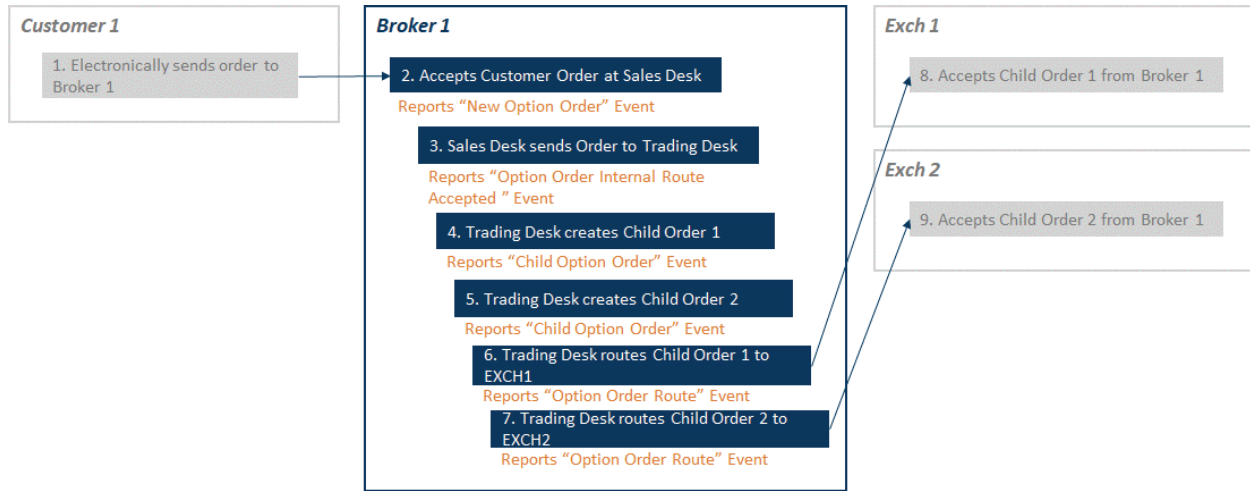 Customer 1
1. Electronically sends order to
Broker 1
Broker 1
2. Accepts Customer Order at Sales Desk
Reports “New Option Order” Event
3. Sales Desk sends Order to Trading Desk
Reports “Option Order Internal Route
Accepted ” Event
4. Trading Desk creates Child Order 1
Reports “Child Option Order” Event
5. Trading Desk creates Child Order 2
Reports “Child Option Order” Event
6. Trading Desk routes Child Order 1 to
EXCH1
Reports “Option Order Route” Event
7. Trading Desk routes Child Order 2 to
EXCH2
Reports “Option Order Route” Event
Exch 1
8. Accepts Child Order 1 from Broker 1
Exch 2
9. Accepts Child Order 2 from Broker 1